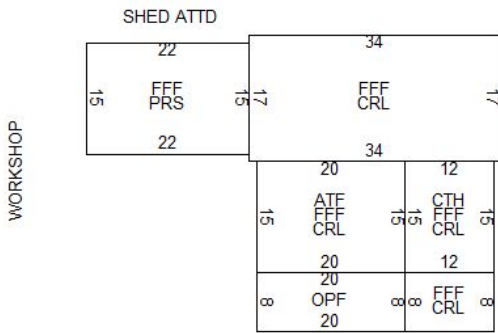 SHED ATTD
22
34
15
FFF
PRS
15
17
FFF
CRL
17
22
34
WORKSHOP
20
12
15
ATF
FFF
CRL
15
15
CTH
FFF
CRL
15
20
12
20
8
OPF
8
8
FFF
CRL
8
20